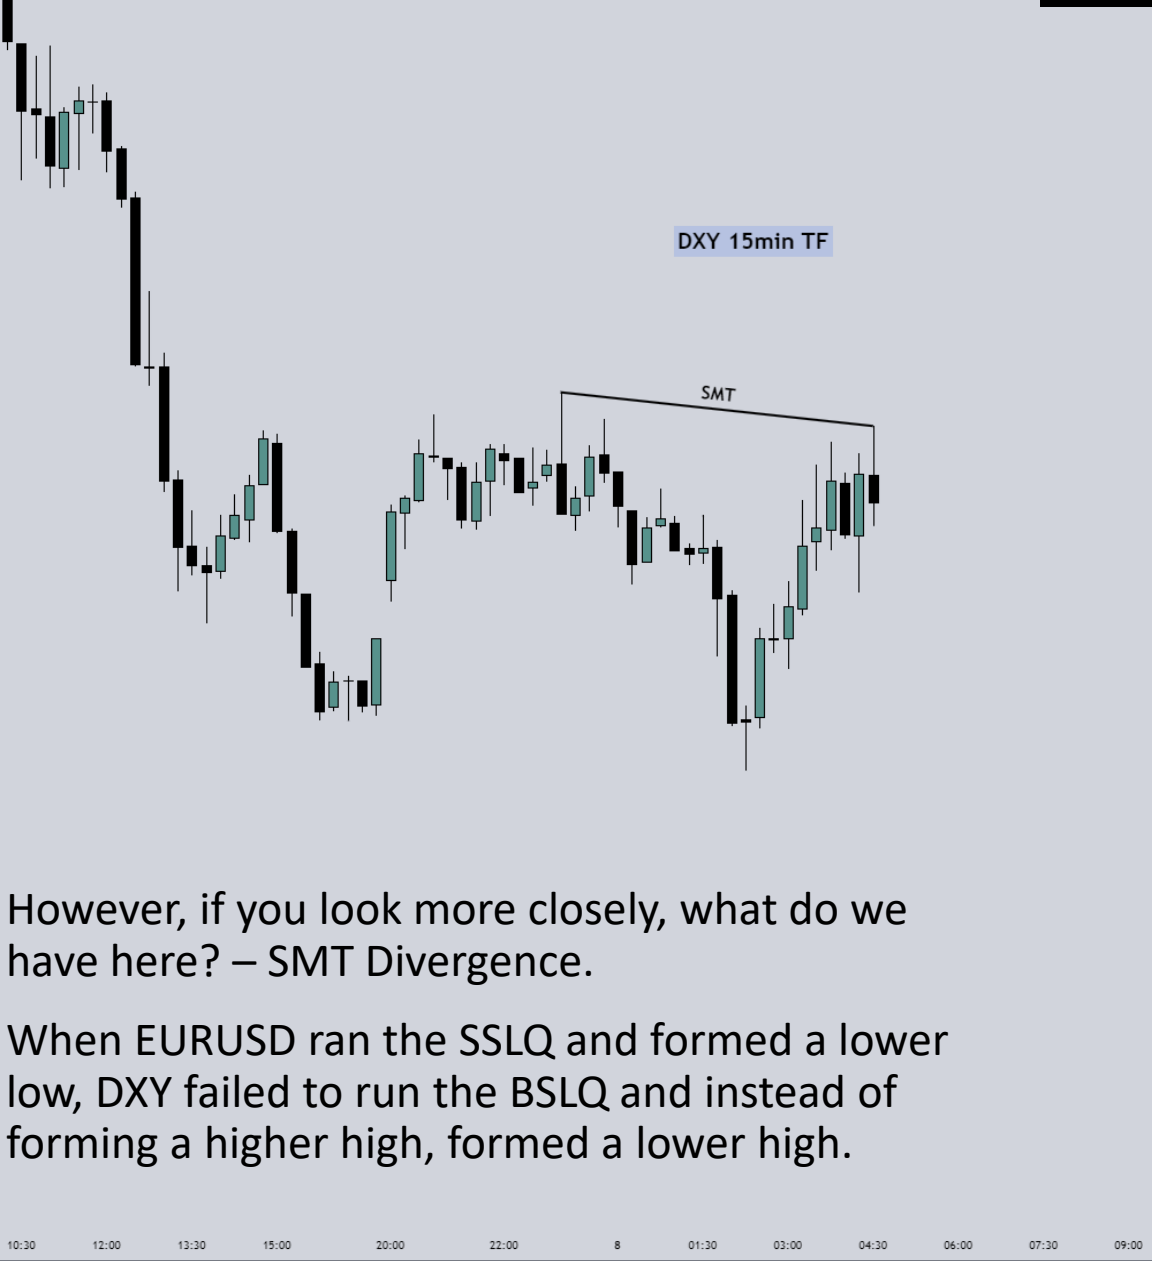 DXY 15min TF
SMT
However, if you look more closely, what do we
have here? – SMT Divergence.
When EURUSD ran the SSLQ and formed a lower
low, DXY failed to run the BSLQ and instead of
forming a higher high, formed a lower high.
10:30 12:00 13:30 15:00 20:00 22:00 8 01:30 03:00 04:30 06:00 07:30 09:00